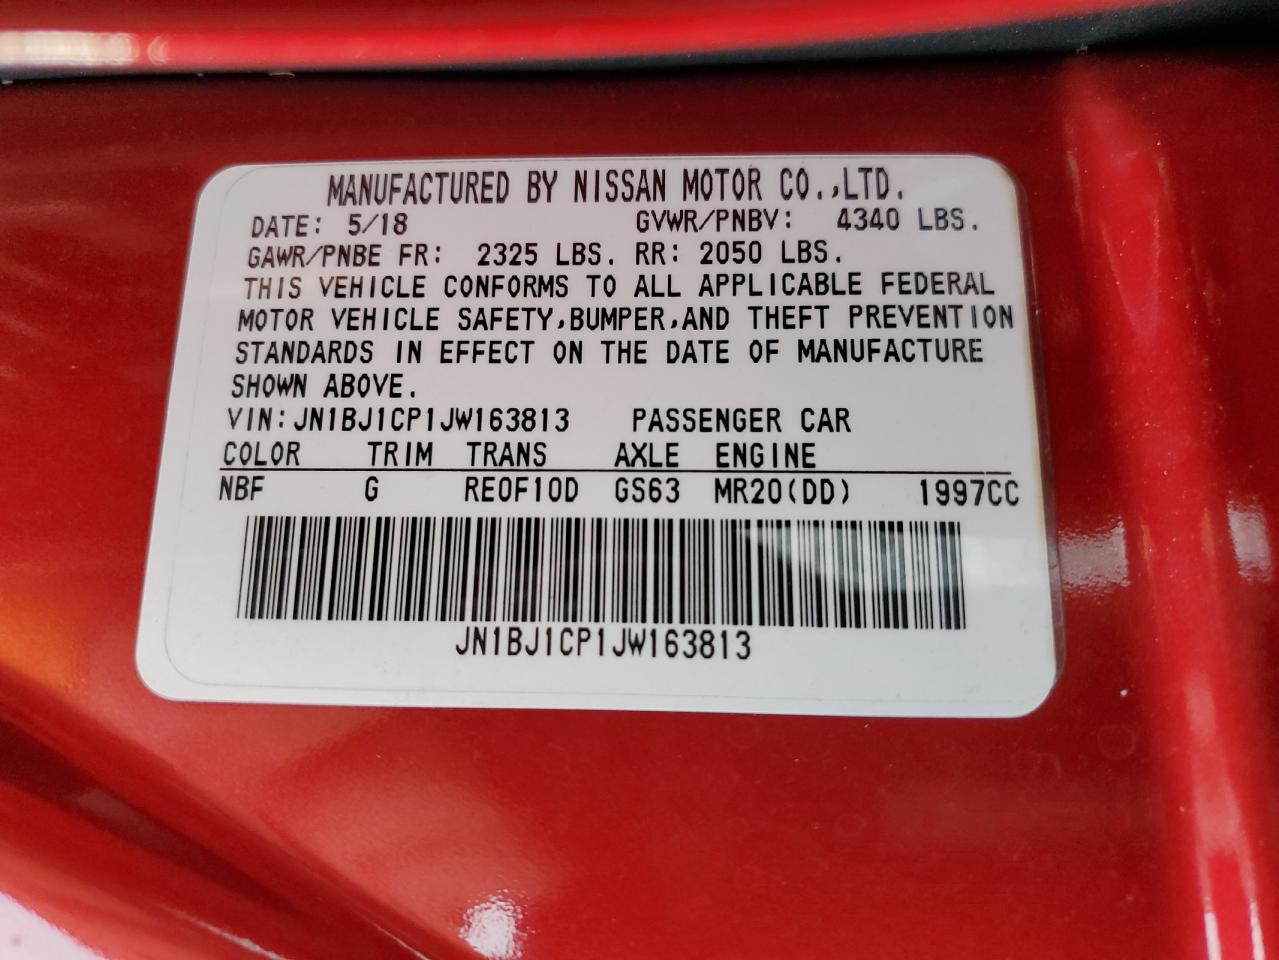 MANUFACTURED BY NISSAN MOTOR CO.,LTD.
DATE: 5/18 GVWR/PNBV: 4340 LBS.
GAWR/PNBE FR: 2325 LBS. RR: 2050 LBS.
THIS VEHICLE CONFORMS TO ALL APPLICABLE FEDERAL
MOTOR VEHICLE SAFETY,BUMPER,AND THEFT PREVENTION
STANDARDS IN EFFECT ON THE DATE OF MANUFACTURE
SHOWN ABOVE.
VIN:JN1BJ1CP1JW163813 PASSENGER CAR
COLOR TRIM TRANS AXLE ENGINE
NBF G RE0F10D GS63 MR20(DD) 1997CC
JN1BJ1CP1JW163813